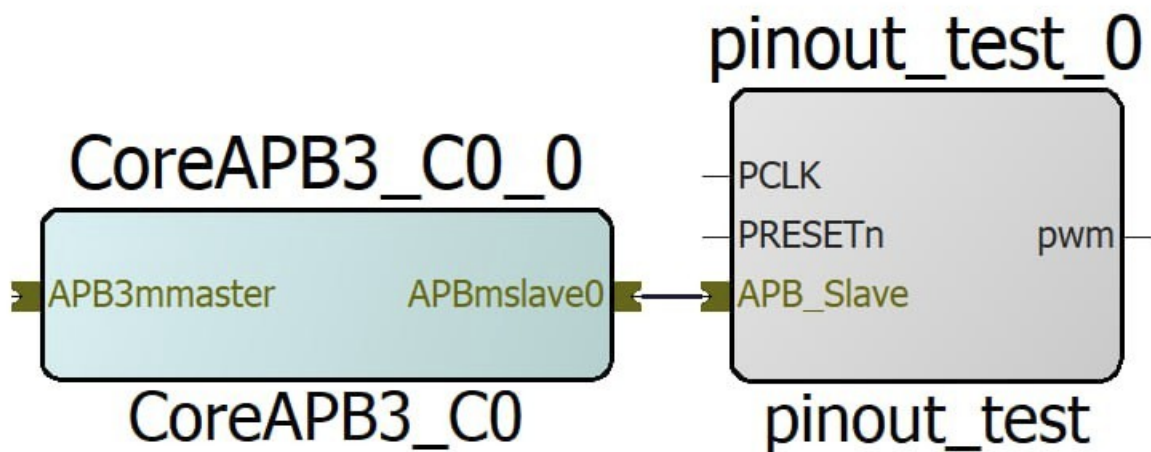 pinout_test_0
CoreAPB3_C0_0
PCLK
PRESETn
pwm
APB3mmaster
APBmslave0
APB_Slave
CoreAPB3_C0
pinout_test